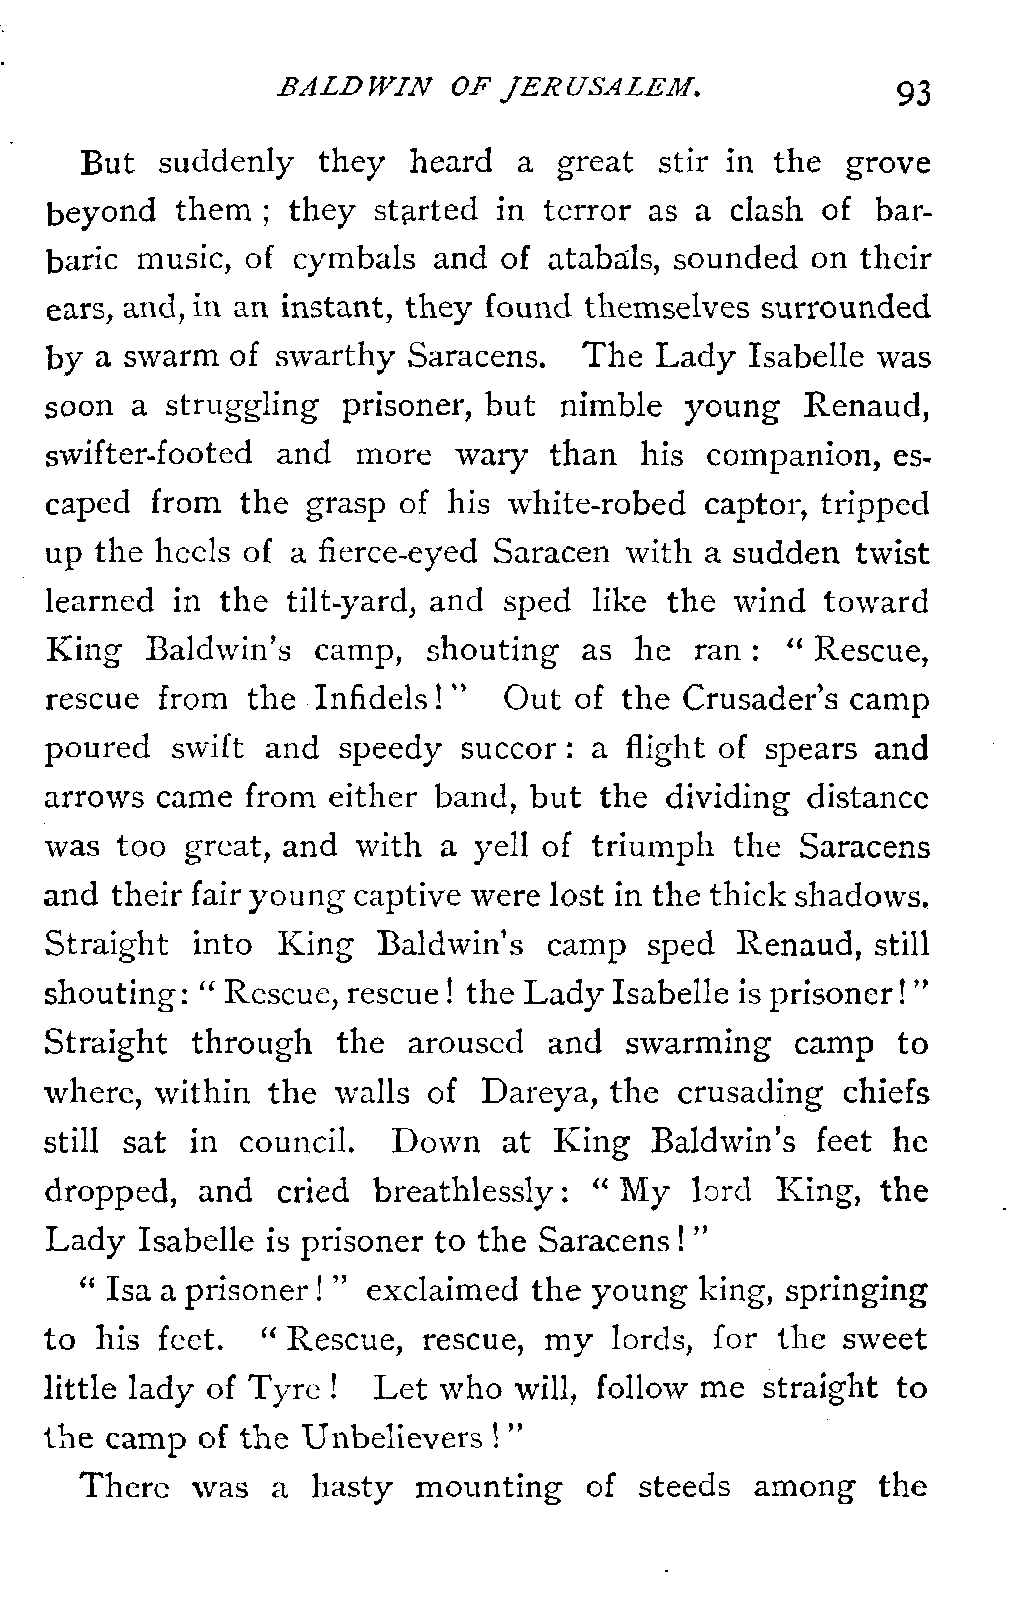 BALDWIN OF JERUSALEM. 93
But suddenly they heard a great stir in the grove
beyond them ; they started in terror as a clash of bar-
baric music, of cymbals and of atabals, sounded on their
ears, and, in an instant, they found themselves surrounded
by a swarm of swarthy Saracens. The Lady Isabelle was
soon a struggling prisoner, but nimble young Renaud,
swifter-footed and more wary than his companion, es-
caped from the grasp of his white-robed captor, tripped
up the heels of a fierce-eyed Saracen with a sudden twist
learned in the tilt-yard, and sped like the wind toward
King Baldwin's camp, shouting as he ran : " Rescue,
rescue from the Infidels ! " Out of the Crusader's camp
poured swift and speedy succor : a flight of spears and
arrows came from either band, but the dividing distance
was too great, and with a yell of triumph the Saracens
and their fair young captive were lost in the thick shadows.
Straight into King Baldwin's camp sped Renaud, still
shouting: " Rescue, rescue ! the Lady Isabelle is prisoner ! "
Straight through the aroused and swarming camp to
where, within the walls of Dareya, the crusading chiefs
still sat in council. Down at King Baldwin's feet he
dropped, and cried breathlessly : " My lord King, the
Lady Isabelle is prisoner to the Saracens ! "
" Isa a prisoner ! " exclaimed the young king, springing
to his feet. " Rescue, rescue, my lords, for the sweet
little lady of Tyre ! Let who will, follow me straight to
the camp of the Unbelievers ! "
There was a hasty mounting of steeds among the